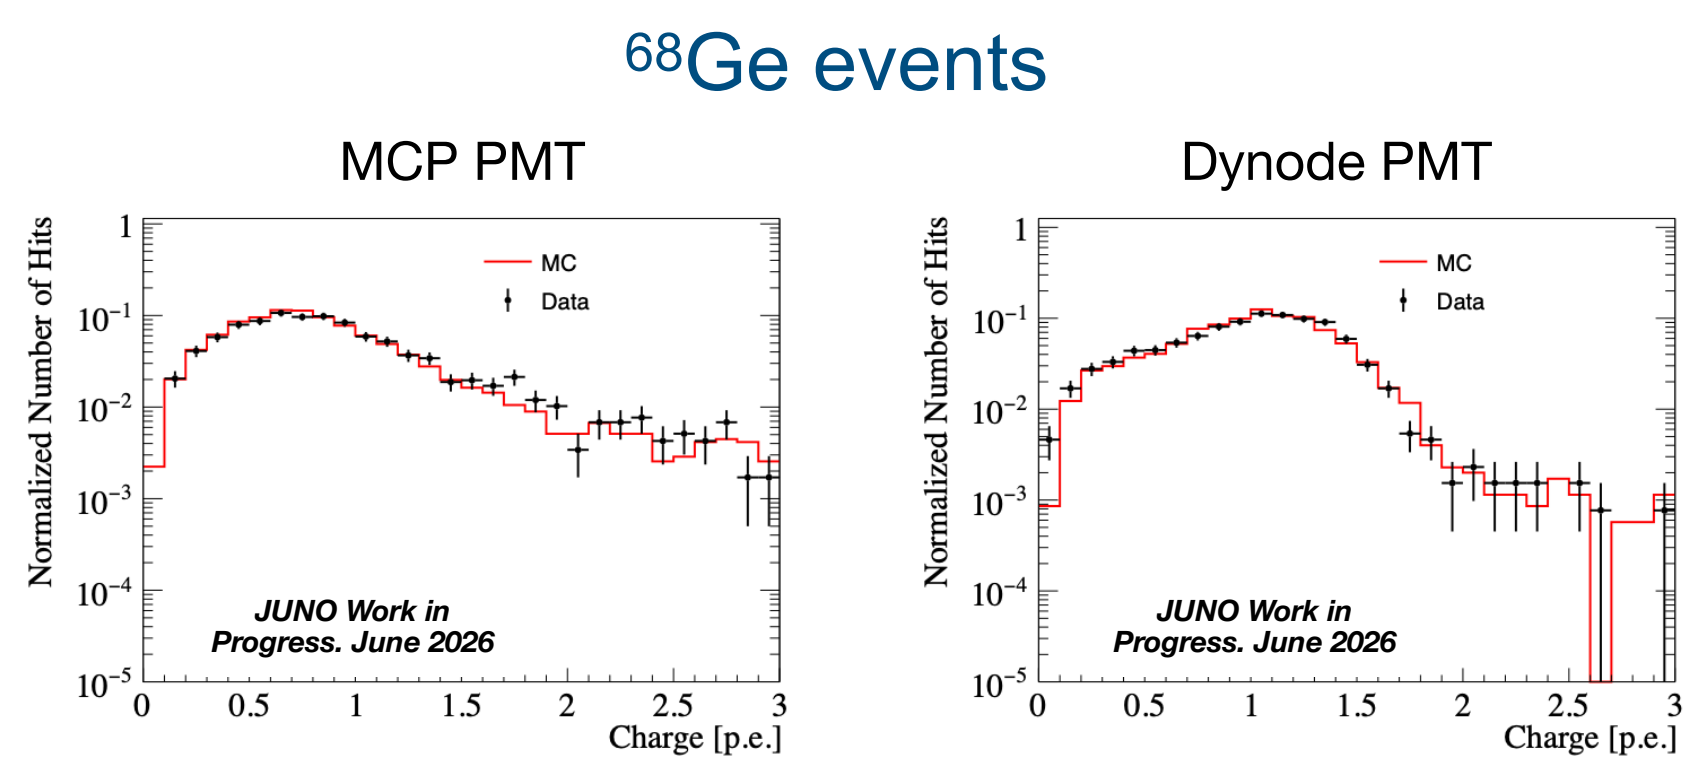 ⁶⁸Ge events
MCP PMT
Normalized Number of Hits
1
10⁻¹
10⁻²
10⁻³
10⁻⁴
10⁻⁵
MC
Data
JUNO Work in
Progress. June 2026
0 0.5 1 1.5 2 2.5 3
Charge [p.e.]
Dynode PMT
Normalized Number of Hits
1
10⁻¹
10⁻²
10⁻³
10⁻⁴
10⁻⁵
MC
Data
JUNO Work in
Progress. June 2026
0 0.5 1 1.5 2 2.5 3
Charge [p.e.]